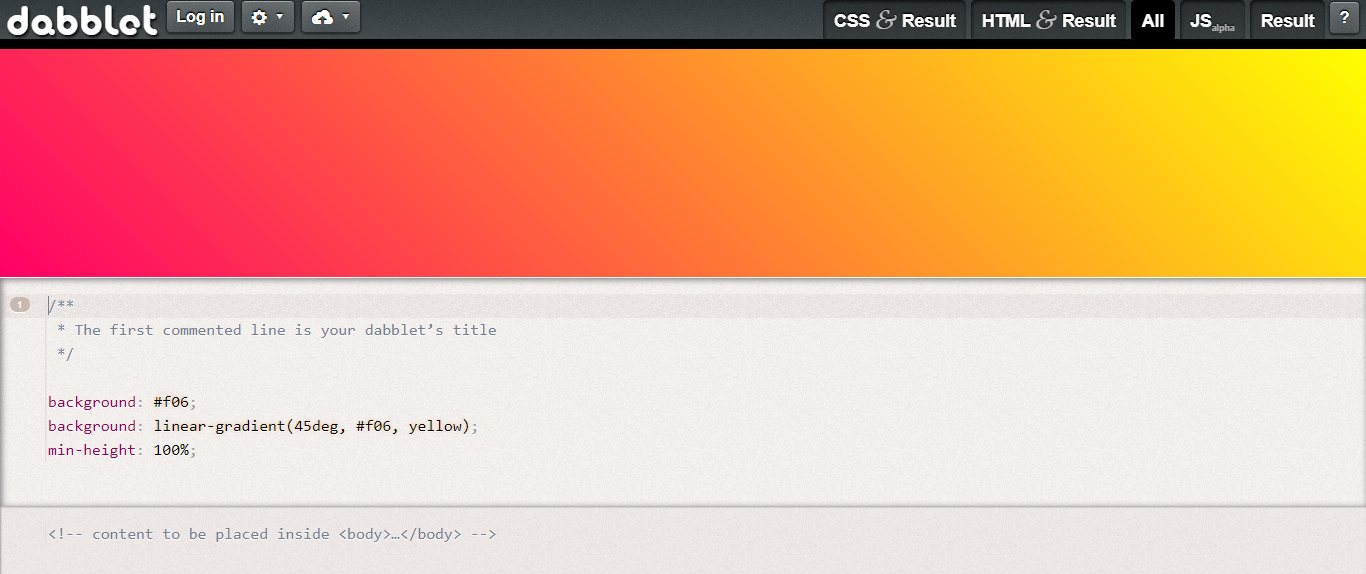 dabblet Log in CSS & Result HTML & Result All JS alpha Result ?
1 /**
* The first commented line is your dabblet’s title
*/
background: #f06;
background: linear-gradient(45deg, #f06, yellow);
min-height: 100%;
<!-- content to be placed inside <body>…</body> -->